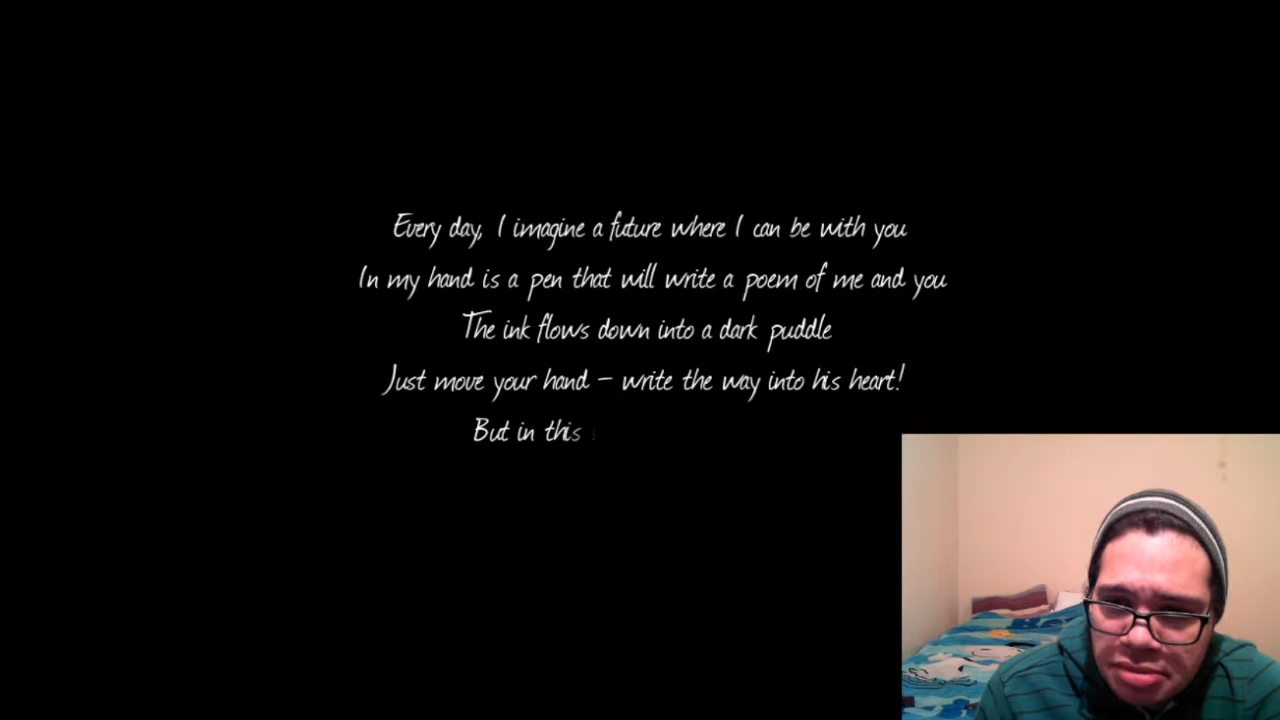 Every day, I imagine a future where I can be with you
In my hand is a pen that will write a poem of me and you
The ink flows down into a dark puddle
Just move your hand – write the way into his heart!
But in this